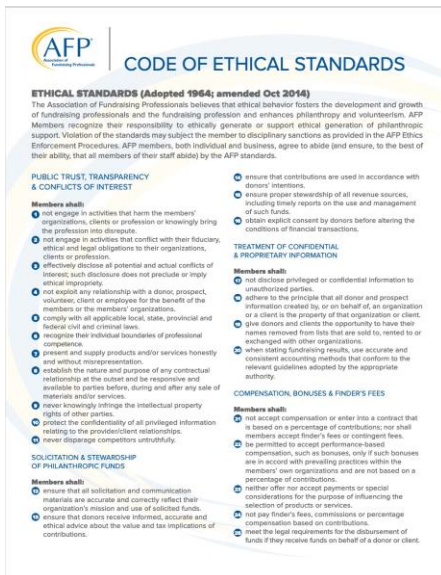 AFP®
Association of
Fundraising Professionals
CODE OF ETHICAL STANDARDS
ETHICAL STANDARDS (Adopted 1964; amended Oct 2014)
The Association of Fundraising Professionals believes that ethical behavior fosters the development and growth
of fundraising professionals and the fundraising profession and enhances philanthropy and volunteerism. AFP
Members recognize their responsibility to ethically generate or support ethical generation of philanthropic
support. Violation of the standards may subject the member to disciplinary sanctions as provided in the AFP Ethics
Enforcement Procedures. AFP members, both individual and business, agree to abide (and ensure, to the best of
their ability, that all members of their staff abide) by the AFP standards.
PUBLIC TRUST, TRANSPARENCY
& CONFLICTS OF INTEREST
Members shall:
1 not engage in activities that harm the members'
organizations, clients or profession or knowingly bring
the profession into disrepute.
2 not engage in activities that conflict with their fiduciary,
ethical and legal obligations to their organizations,
clients or profession.
3 effectively disclose all potential and actual conflicts of
interest; such disclosure does not preclude or imply
ethical impropriety.
4 not exploit any relationship with a donor, prospect,
volunteer, client or employee for the benefit of the
members or the members' organizations.
5 comply with all applicable local, state, provincial and
federal civil and criminal laws.
6 recognize their individual boundaries of professional
competence.
7 present and supply products and/or services honestly
and without misrepresentation.
8 establish the nature and purpose of any contractual
relationship at the outset and be responsive and
available to parties before, during and after any sale of
materials and/or services.
9 never knowingly infringe the intellectual property
rights of other parties.
10 protect the confidentiality of all privileged information
relating to the provider/client relationships.
11 never disparage competitors untruthfully.
SOLICITATION & STEWARDSHIP
OF PHILANTHROPIC FUNDS
Members shall:
12 ensure that all solicitation and communication
materials are accurate and correctly reflect their
organization's mission and use of solicited funds.
13 ensure that donors receive informed, accurate and
ethical advice about the value and tax implications of
contributions.
14 ensure that contributions are used in accordance with
donors' intentions.
15 ensure proper stewardship of all revenue sources,
including timely reports on the use and management
of such funds.
16 obtain explicit consent by donors before altering the
conditions of financial transactions.
TREATMENT OF CONFIDENTIAL
& PROPRIETARY INFORMATION
Members shall:
17 not disclose privileged or confidential information to
unauthorized parties.
18 adhere to the principle that all donor and prospect
information created by, or on behalf of, an organization
or a client is the property of that organization or client.
19 give donors and clients the opportunity to have their
names removed from lists that are sold to, rented to or
exchanged with other organizations.
20 when stating fundraising results, use accurate and
consistent accounting methods that conform to the
relevant guidelines adopted by the appropriate
authority.
COMPENSATION, BONUSES & FINDER'S FEES
Members shall:
21 not accept compensation or enter into a contract that
is based on a percentage of contributions; nor shall
members accept finder's fees or contingent fees.
22 be permitted to accept performance-based
compensation, such as bonuses, only if such bonuses
are in accord with prevailing practices within the
members' own organizations and are not based on a
percentage of contributions.
23 neither offer nor accept payments or special
considerations for the purpose of influencing the
selection of products or services.
24 not pay finder's fees, commissions or percentage
compensation based on contributions.
25 meet the legal requirements for the disbursement of
funds if they receive funds on behalf of a donor or client.